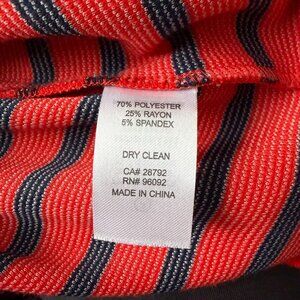 70% POLYESTER
25% RAYON
5% SPANDEX
DRY CLEAN
CA# 28792
RN# 96092
MADE IN CHINA